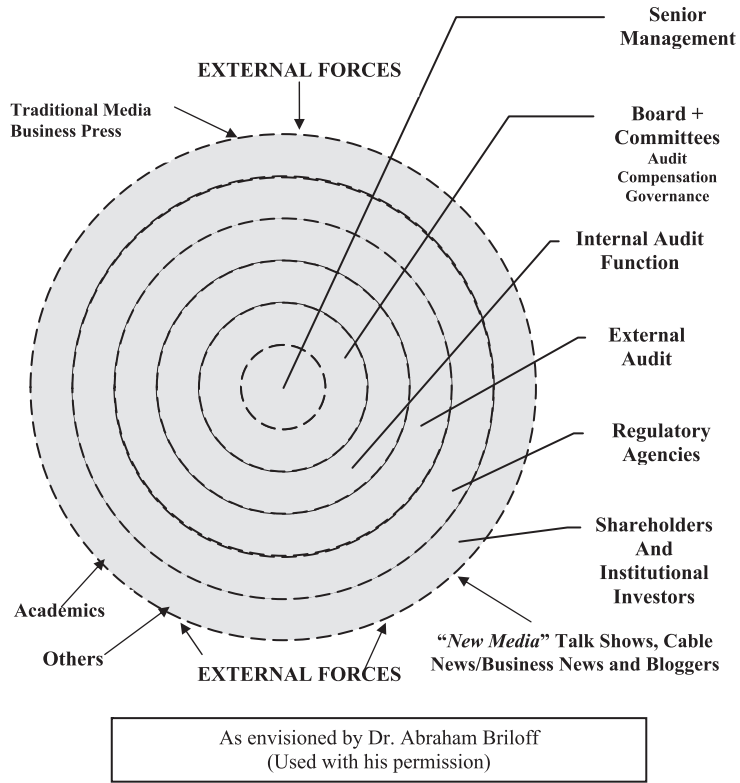 Senior
Management
EXTERNAL FORCES
Traditional Media
Business Press
Board +
Committees
Audit
Compensation
Governance
Internal Audit
Function
External
Audit
Regulatory
Agencies
Shareholders
And
Institutional
Investors
Academics
Others
EXTERNAL FORCES
“New Media” Talk Shows, Cable
News/Business News and Bloggers
As envisioned by Dr. Abraham Briloff
(Used with his permission)